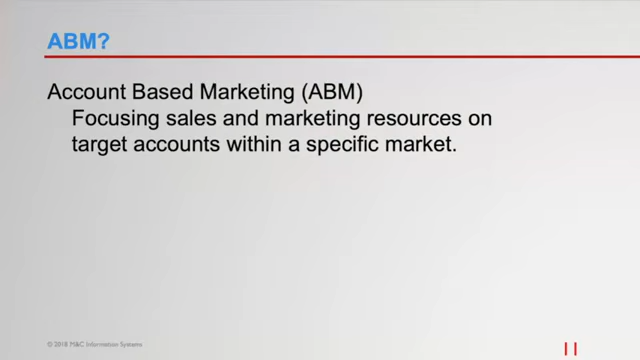 ABM?
Account Based Marketing (ABM)
Focusing sales and marketing resources on
target accounts within a specific market.
© 2018 M&C Information Systems
11